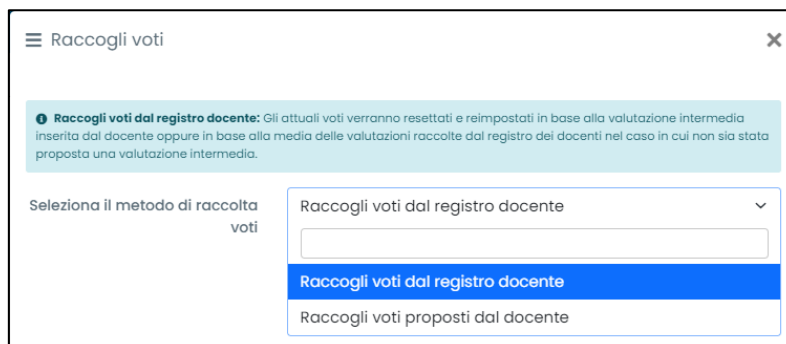 Raccogli voti
Raccogli voti dal registro docente: Gli attuali voti verranno resettati e reimpostati in base alla valutazione intermedia
inserita dal docente oppure in base alla media delle valutazioni raccolte dal registro dei docenti nel caso in cui non sia stata
proposta una valutazione intermedia.
Seleziona il metodo di raccolta
voti
Raccogli voti dal registro docente
Raccogli voti dal registro docente
Raccogli voti proposti dal docente